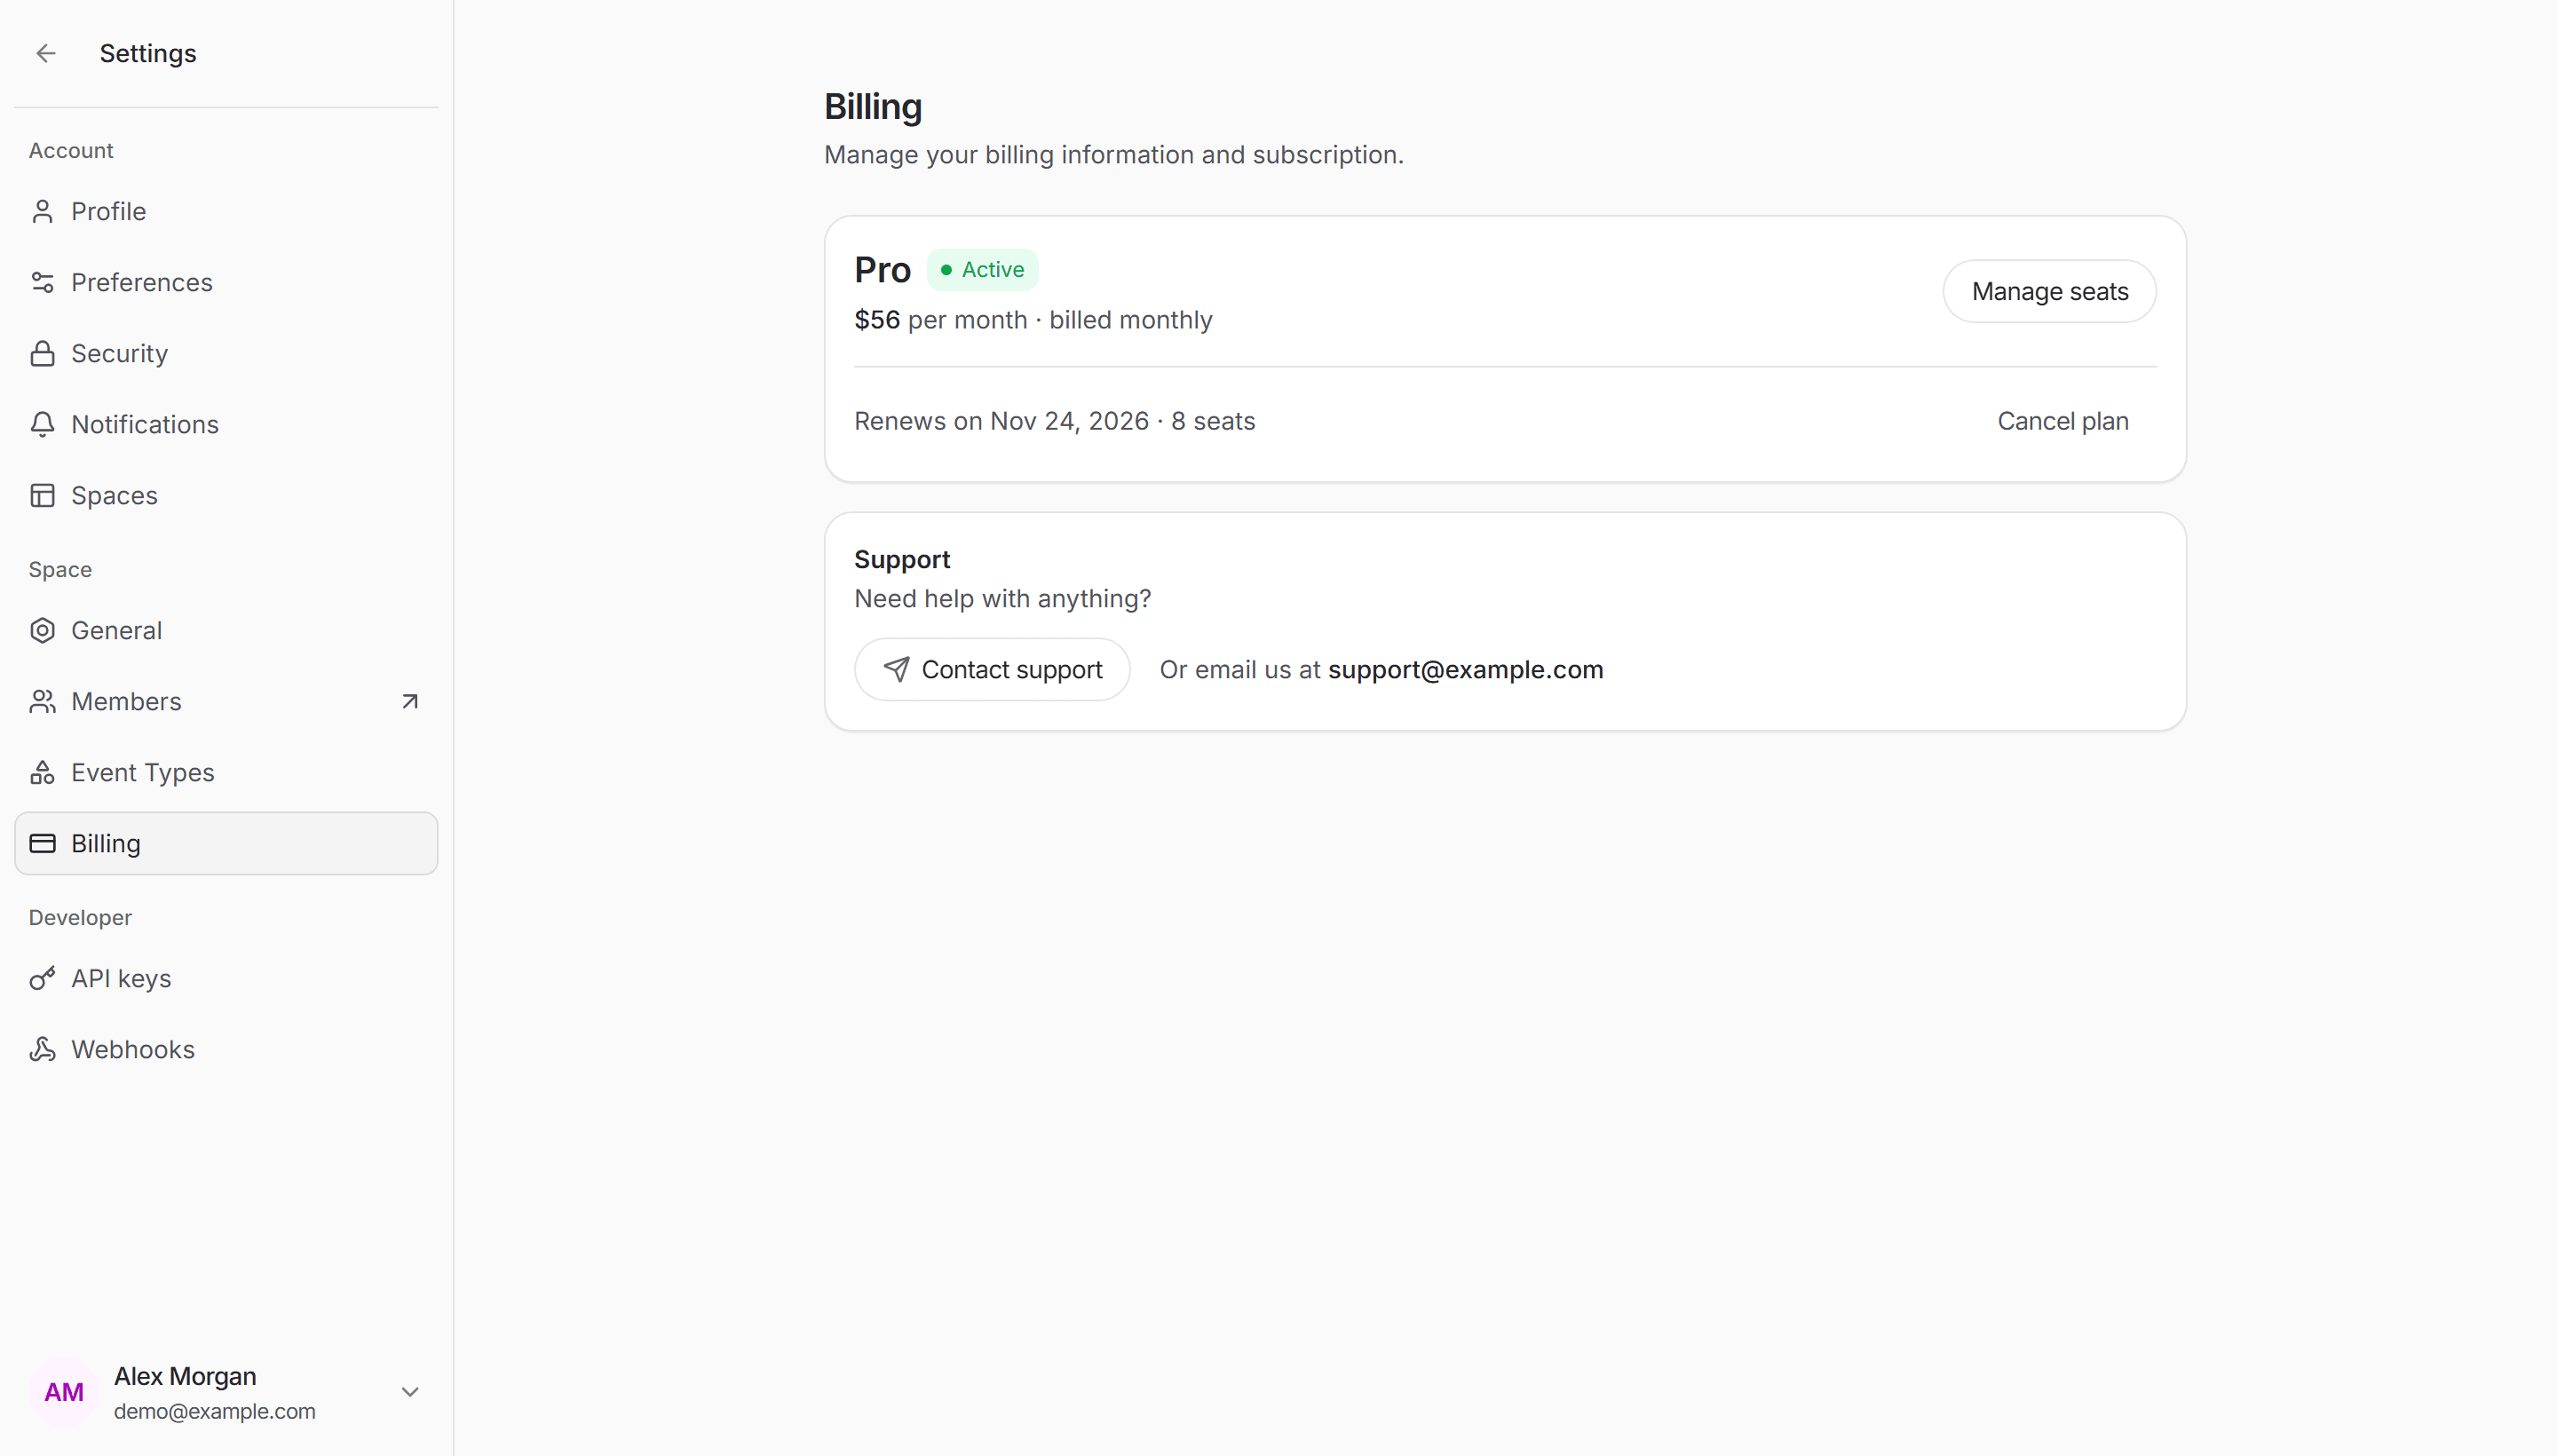 Settings
Account
Profile
Preferences
Security
Notifications
Spaces
Space
General
Members
Event Types
Billing
Developer
API keys
Webhooks
AM
Alex Morgan
demo@example.com
Billing
Manage your billing information and subscription.
Pro
Active
$56 per month · billed monthly
Manage seats
Renews on Nov 24, 2026 · 8 seats
Cancel plan
Support
Need help with anything?
Contact support
Or email us at support@example.com